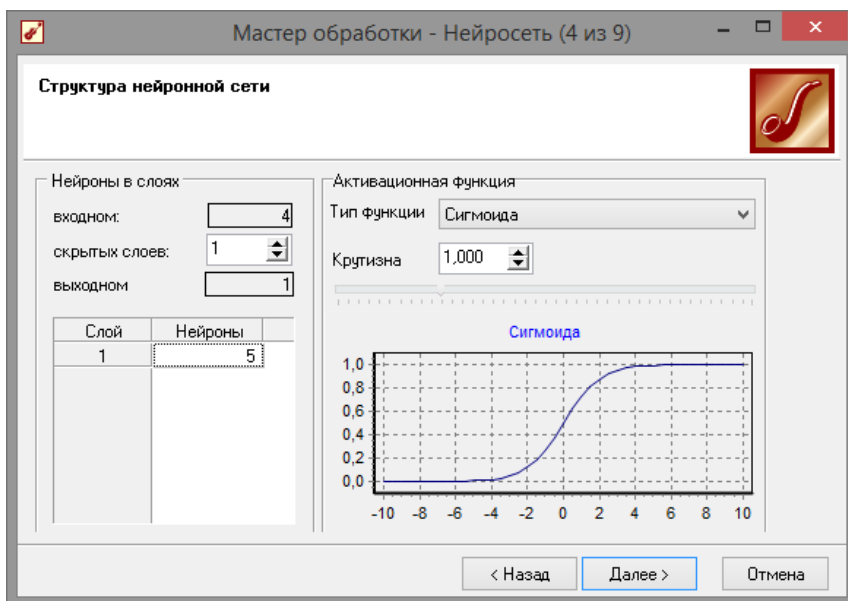 Мастер обработки - Нейросеть (4 из 9)
Структура нейронной сети
Нейроны в слоях
входном: 4
скрытых слоев: 1
выходном 1
Слой Нейроны
1 5
Активационная функция
Тип функции Сигмоида
Крутизна 1,000
Сигмоида
1,0
0,8
0,6
0,4
0,2
0,0
-10 -8 -6 -4 -2 0 2 4 6 8 10
< Назад Далее > Отмена